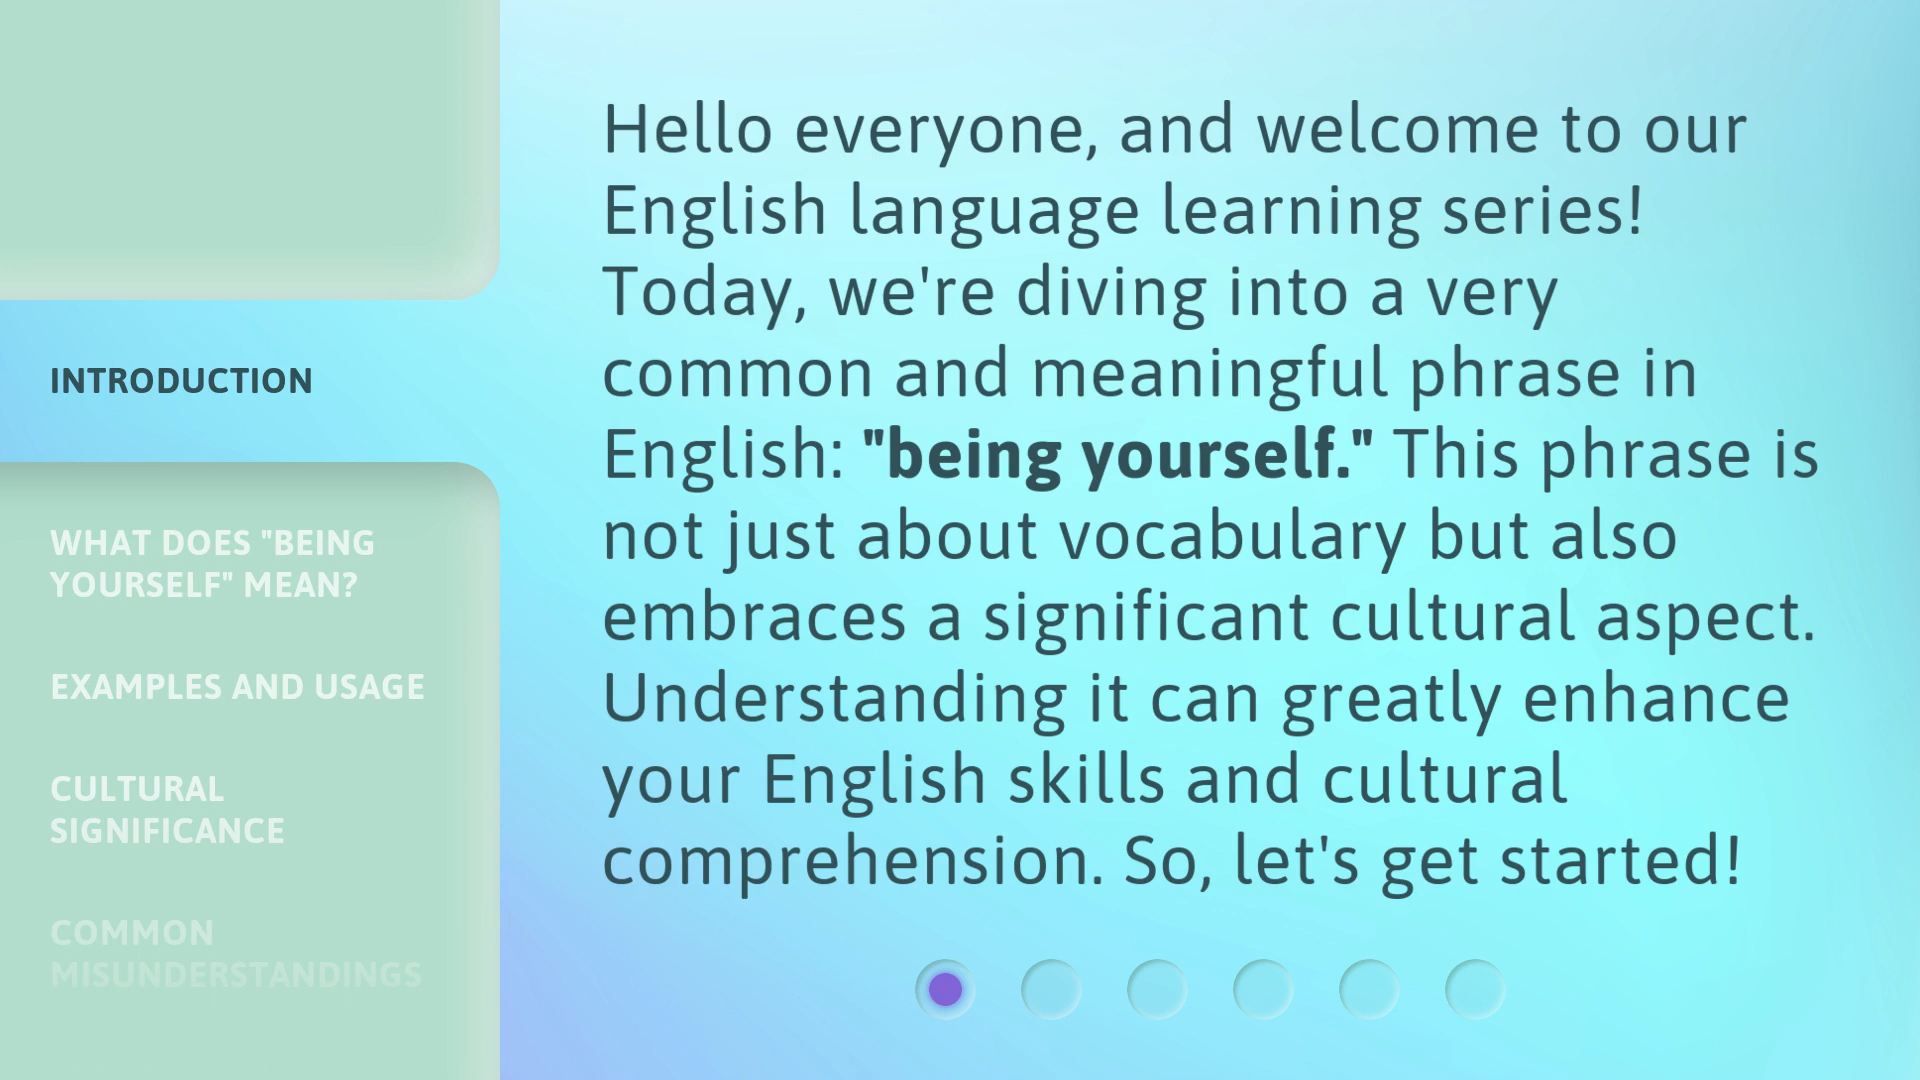 INTRODUCTION
WHAT DOES "BEING
YOURSELF" MEAN?
EXAMPLES AND USAGE
CULTURAL
SIGNIFICANCE
COMMON
MISUNDERSTANDINGS
Hello everyone, and welcome to our
English language learning series!
Today, we're diving into a very
common and meaningful phrase in
English: "being yourself." This phrase is
not just about vocabulary but also
embraces a significant cultural aspect.
Understanding it can greatly enhance
your English skills and cultural
comprehension. So, let's get started!